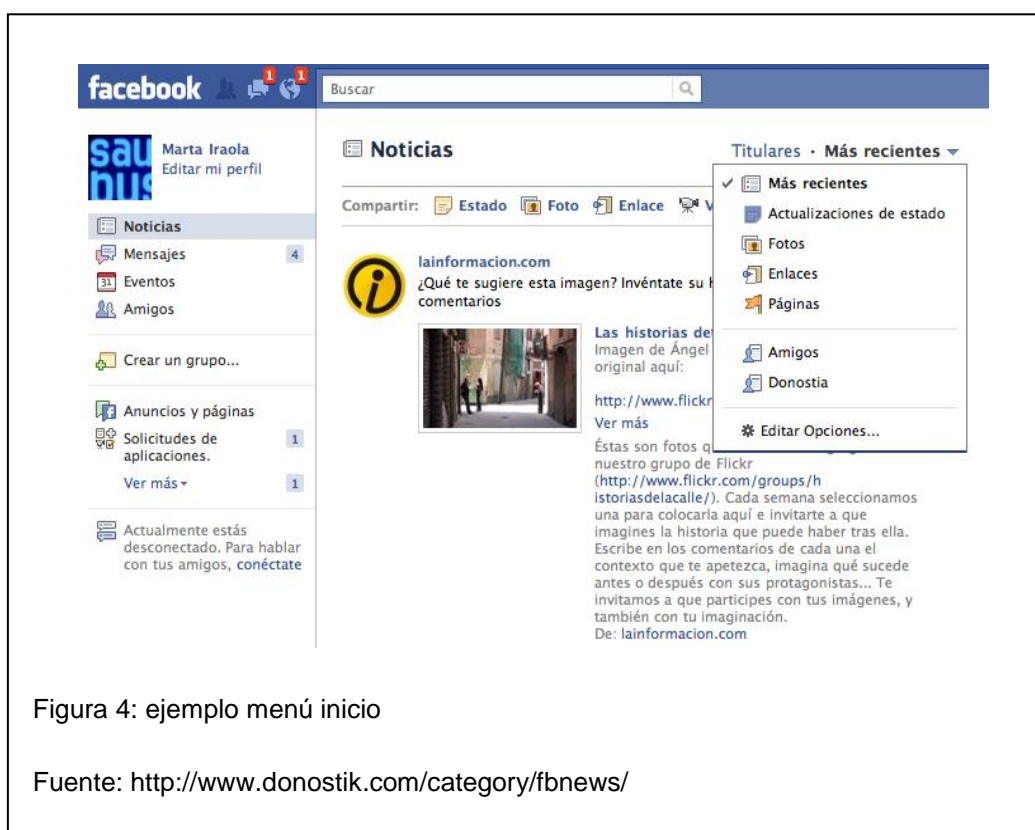 facebook 1 1 Buscar
Marta Iraola
Editar mi perfil
Noticias
Mensajes 4
Eventos
Amigos
Crear un grupo...
Anuncios y páginas
Solicitudes de 1
aplicaciones.
Ver más 1
Actualmente estás
desconectado. Para hablar
con tus amigos, conéctate
Noticias
Titulares · Más recientes
Compartir: Estado Foto Enlace V
Más recientes
Actualizaciones de estado
Fotos
Enlaces
Páginas
Amigos
Donostia
Editar Opciones...
lainformacion.com
¿Qué te sugiere esta imagen? Invéntate su
comentarios
Las historias de
Imagen de Ángel
original aquí:
http://www.flickr
Ver más
Éstas son fotos
nuestro grupo de Flickr
(http://www.flickr.com/groups/h
istoriasdelacalle/). Cada semana seleccionamos
una para colocarla aquí e invitarte a que
imagines la historia que puede haber tras ella.
Escribe en los comentarios de cada una el
contexto que te apetezca, imagina qué sucede
antes o después con sus protagonistas... Te
invitamos a que participes con tus imágenes, y
también con tu imaginación.
De: lainformacion.com
Figura 4: ejemplo menú inicio
Fuente: http://www.donostik.com/category/fbnews/